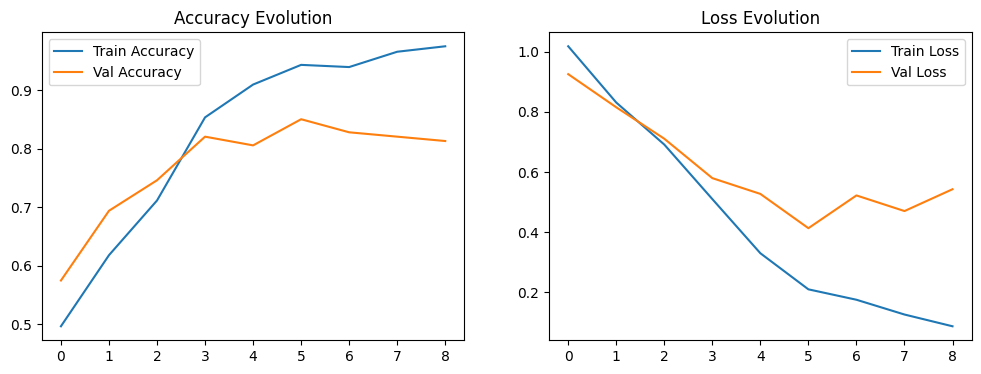 Accuracy Evolution
Train Accuracy
Val Accuracy
0.9
0.8
0.7
0.6
0.5
0 1 2 3 4 5 6 7 8
Loss Evolution
Train Loss
Val Loss
1.0
0.8
0.6
0.4
0.2
0 1 2 3 4 5 6 7 8